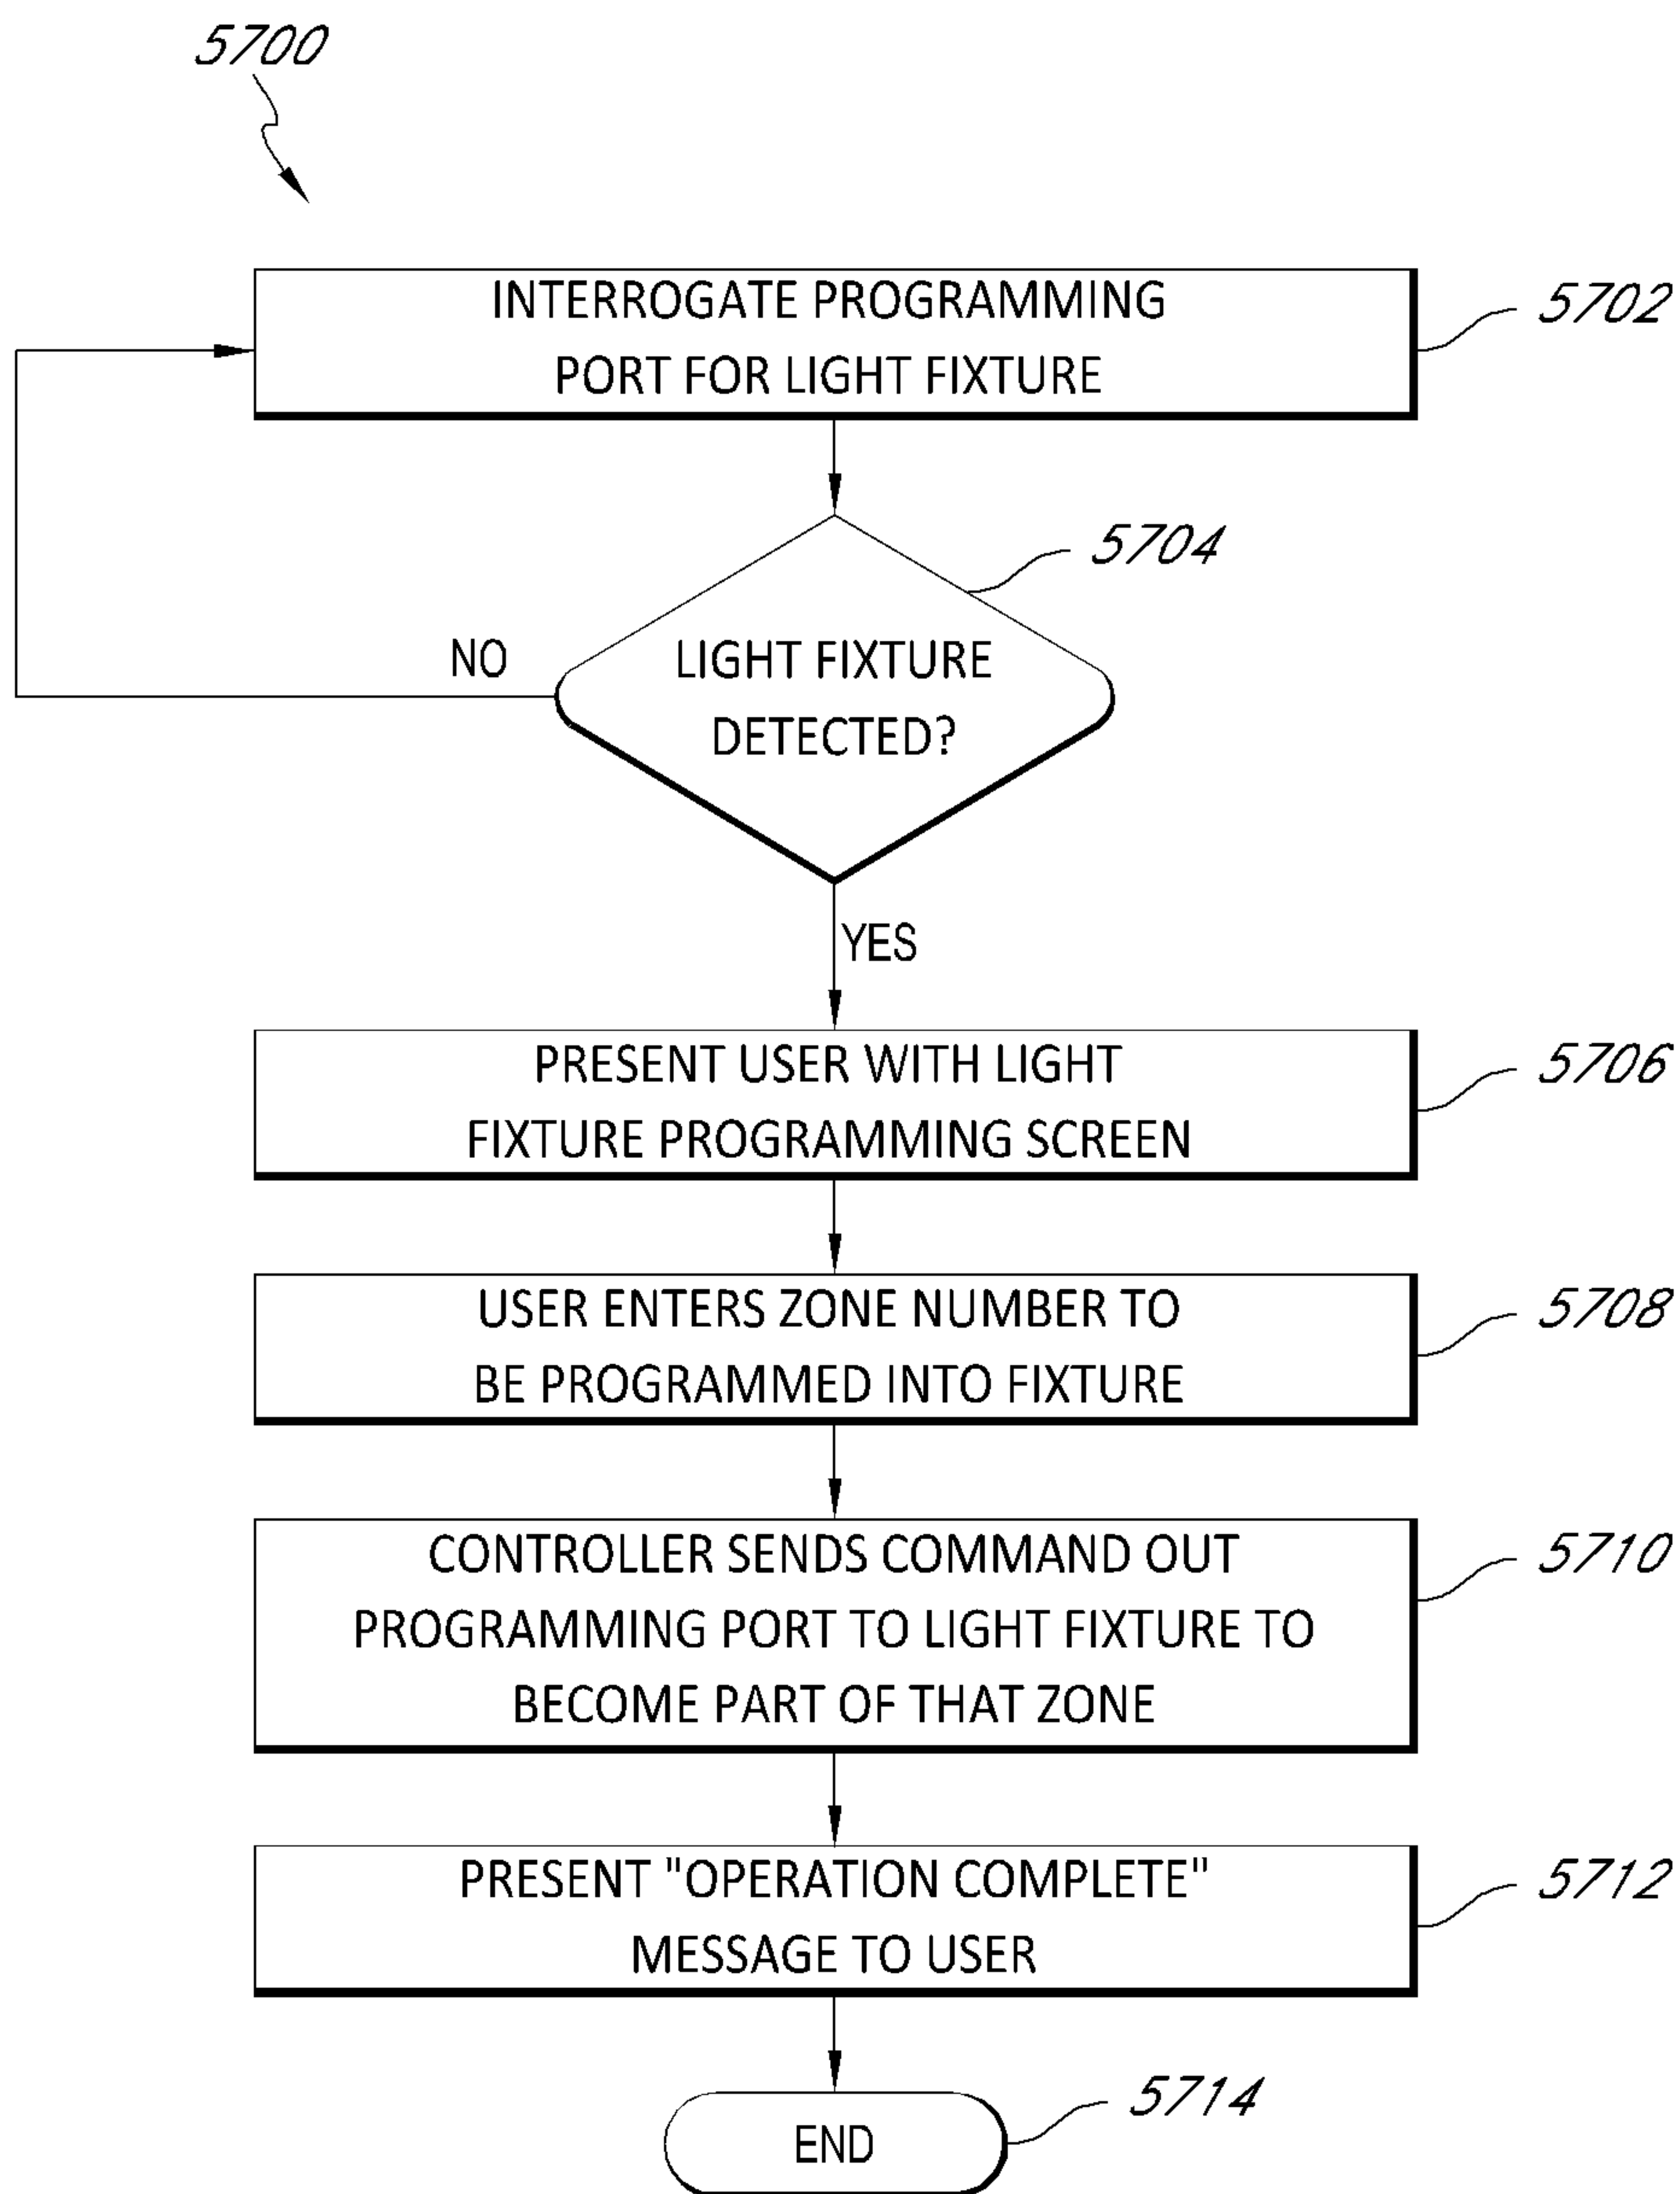 5700
INTERROGATE PROGRAMMING
PORT FOR LIGHT FIXTURE
5702
5704
NO
LIGHT FIXTURE
DETECTED?
YES
PRESENT USER WITH LIGHT
FIXTURE PROGRAMMING SCREEN
5706
USER ENTERS ZONE NUMBER TO
BE PROGRAMMED INTO FIXTURE
5708
CONTROLLER SENDS COMMAND OUT
PROGRAMMING PORT TO LIGHT FIXTURE TO
BECOME PART OF THAT ZONE
5710
PRESENT "OPERATION COMPLETE"
MESSAGE TO USER
5712
END
5714